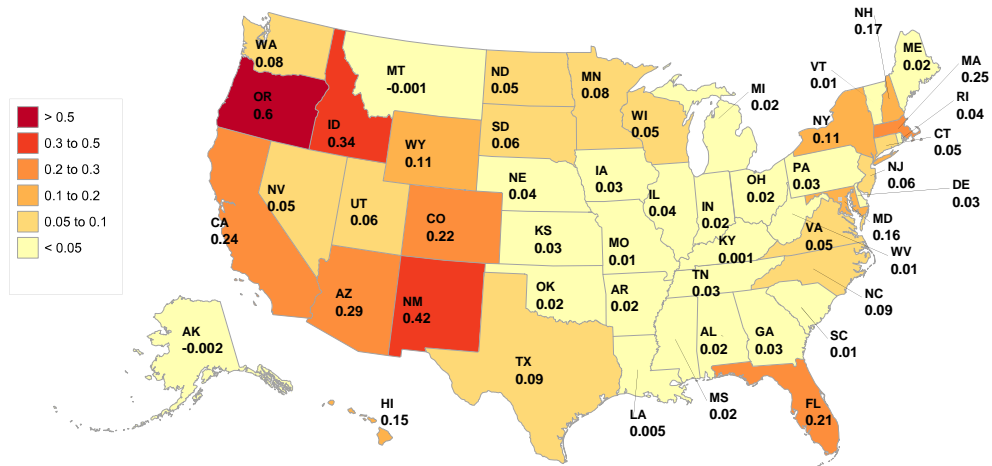 > 0.5
0.3 to 0.5
0.2 to 0.3
0.1 to 0.2
0.05 to 0.1
< 0.05
WA
0.08
OR
0.6
ID
0.34
MT
-0.001
WY
0.11
ND
0.05
SD
0.06
NE
0.04
KS
0.03
OK
0.02
TX
0.09
NM
0.42
CO
0.22
UT
0.06
AZ
0.29
NV
0.05
CA
0.24
AK
-0.002
HI
0.15
MN
0.08
IA
0.03
MO
0.01
AR
0.02
LA
0.005
WI
0.05
IL
0.04
MI
0.02
IN
0.02
OH
0.02
KY
0.001
TN
0.03
MS
0.02
AL
0.02
GA
0.03
FL
0.21
SC
0.01
NC
0.09
VA
0.05
WV
0.01
MD
0.16
DE
0.03
PA
0.03
NJ
0.06
NY
0.11
CT
0.05
RI
0.04
MA
0.25
VT
0.01
NH
0.17
ME
0.02